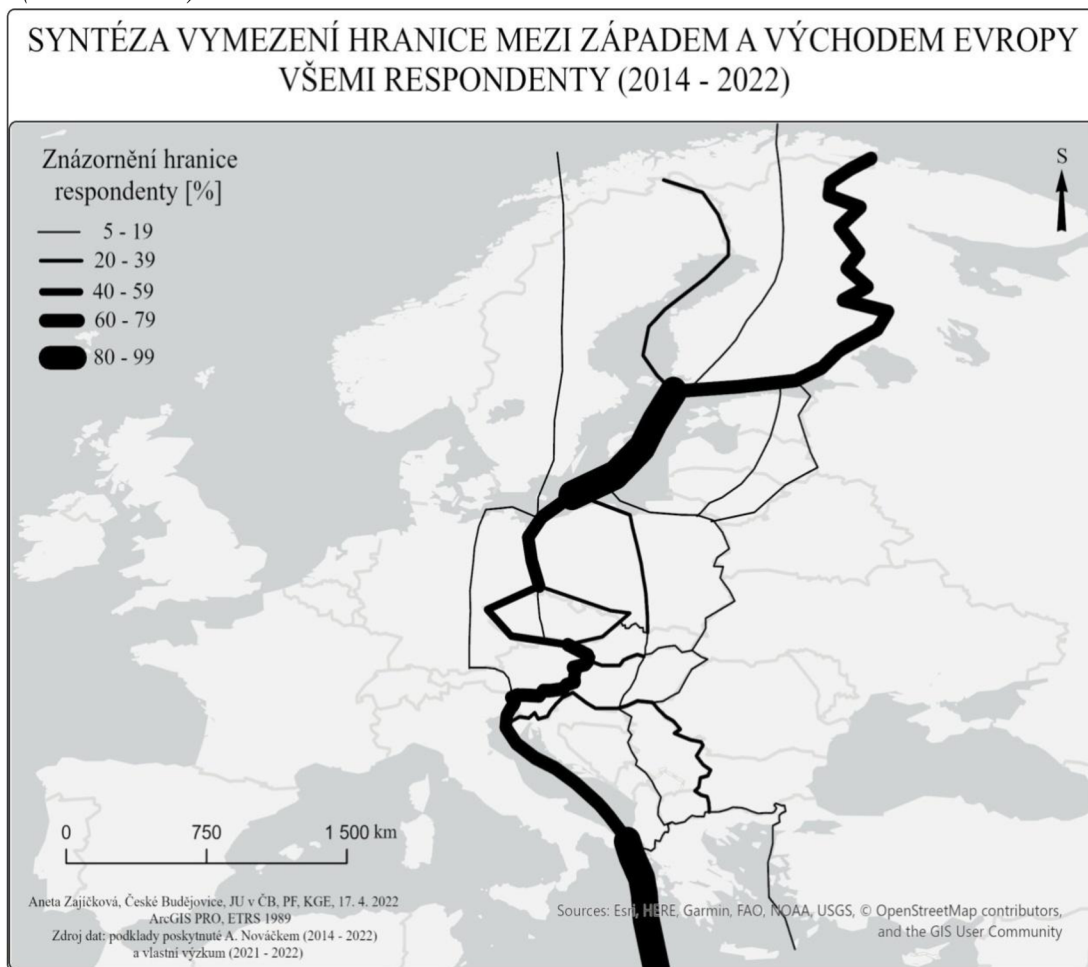 SYNTÉZA VYMEZENÍ HRANICE MEZI ZÁPADEM A VÝCHODEM EVROPY
VŠEMI RESPONDENTY (2014 - 2022)
Znázornění hranice
respondenty [%]
5 - 19
20 - 39
40 - 59
60 - 79
80 - 99
S
0 750 1 500 km
Aneta Zajíčková, České Budějovice, JU v ČB, PF, KGE, 17. 4. 2022
ArcGIS PRO, ETRS 1989
Zdroj dat: podklady poskytnuté A. Nováčkem (2014 - 2022)
a vlastní výzkum (2021 - 2022)
Sources: Esri, HERE, Garmin, FAO, NOAA, USGS, © OpenStreetMap contributors,
and the GIS User Community